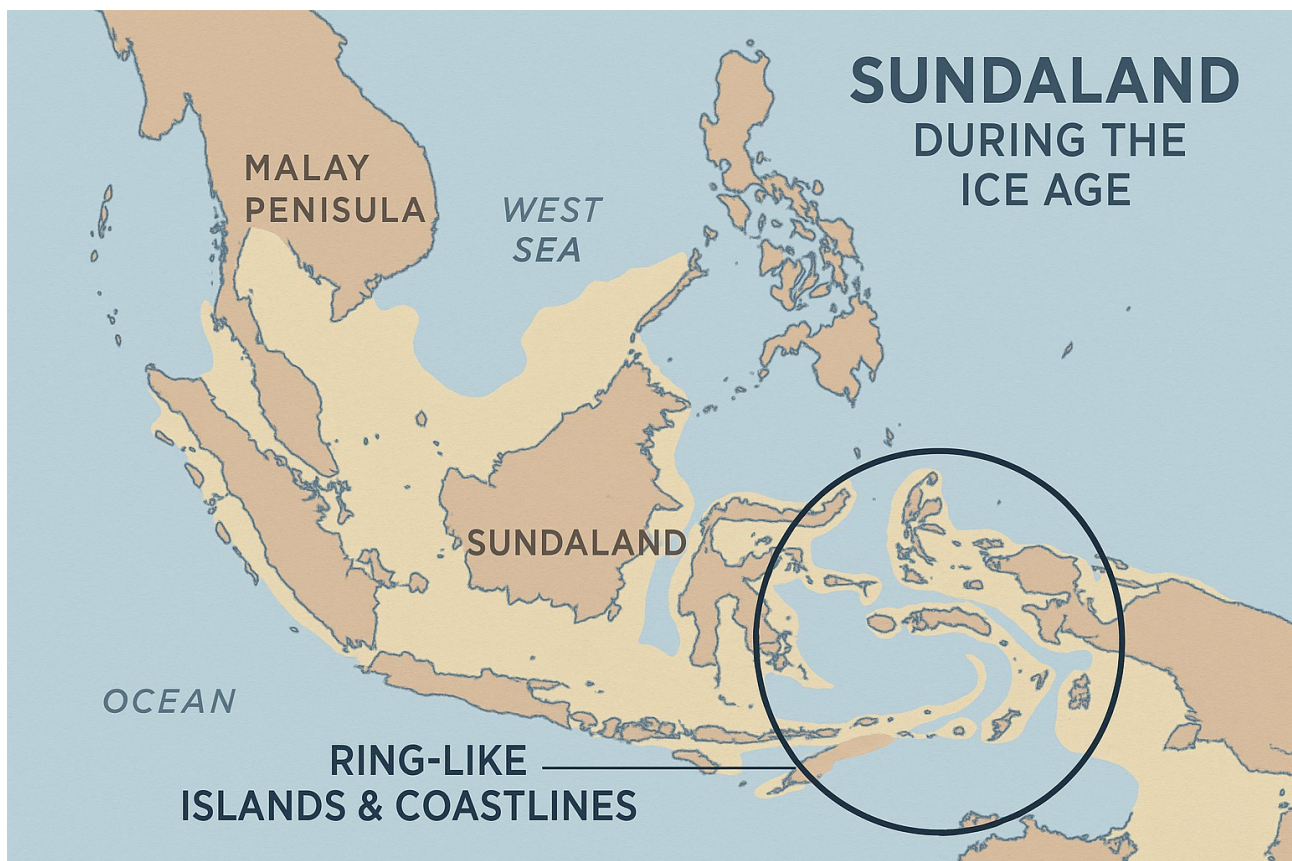 SUNDALAND
DURING THE
ICE AGE
MALAY
PENISULA
WEST
SEA
SUNDALAND
OCEAN
RING-LIKE
ISLANDS & COASTLINES